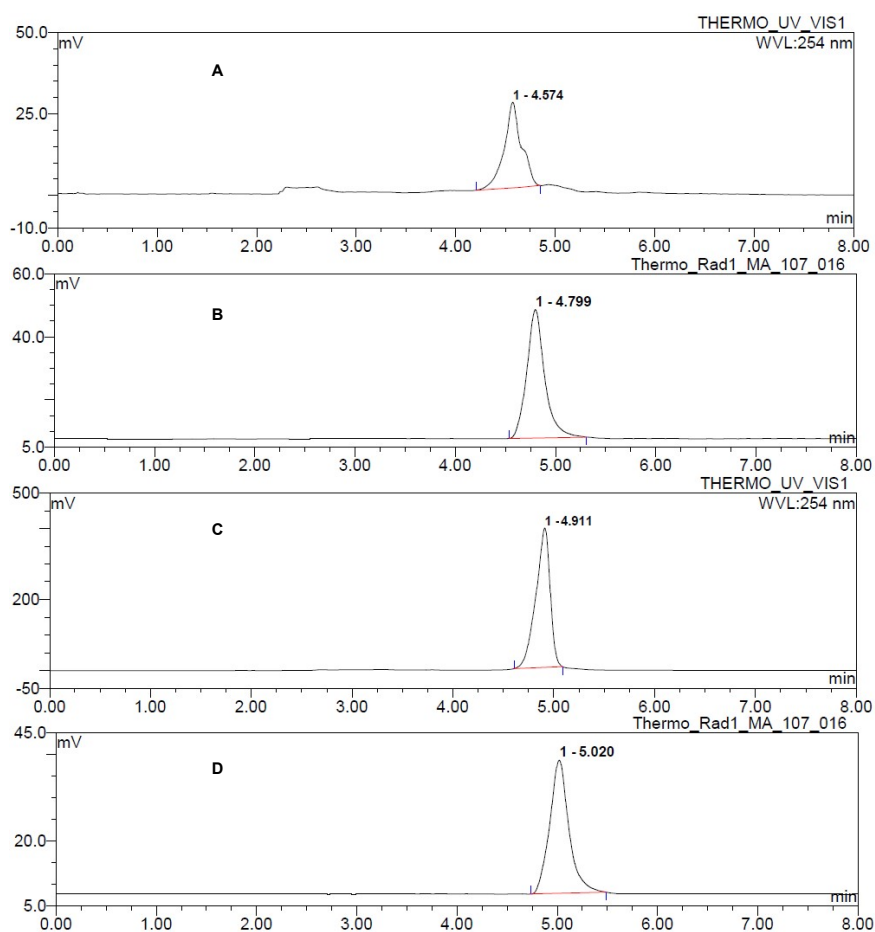 THERMO_UV_VIS1
50.0
mV
WVL:254 nm
A
1 - 4.574
25.0
-10.0
min
0.00 1.00 2.00 3.00 4.00 5.00 6.00 7.00 8.00
Thermo_Rad1_MA_107_016
60.0
mV
B
1 - 4.799
40.0
5.0
min
0.00 1.00 2.00 3.00 4.00 5.00 6.00 7.00 8.00
THERMO_UV_VIS1
500
mV
WVL:254 nm
C
1 -4.911
200
-50
min
0.00 1.00 2.00 3.00 4.00 5.00 6.00 7.00 8.00
Thermo_Rad1_MA_107_016
45.0
mV
D
1 - 5.020
20.0
5.0
min
0.00 1.00 2.00 3.00 4.00 5.00 6.00 7.00 8.00